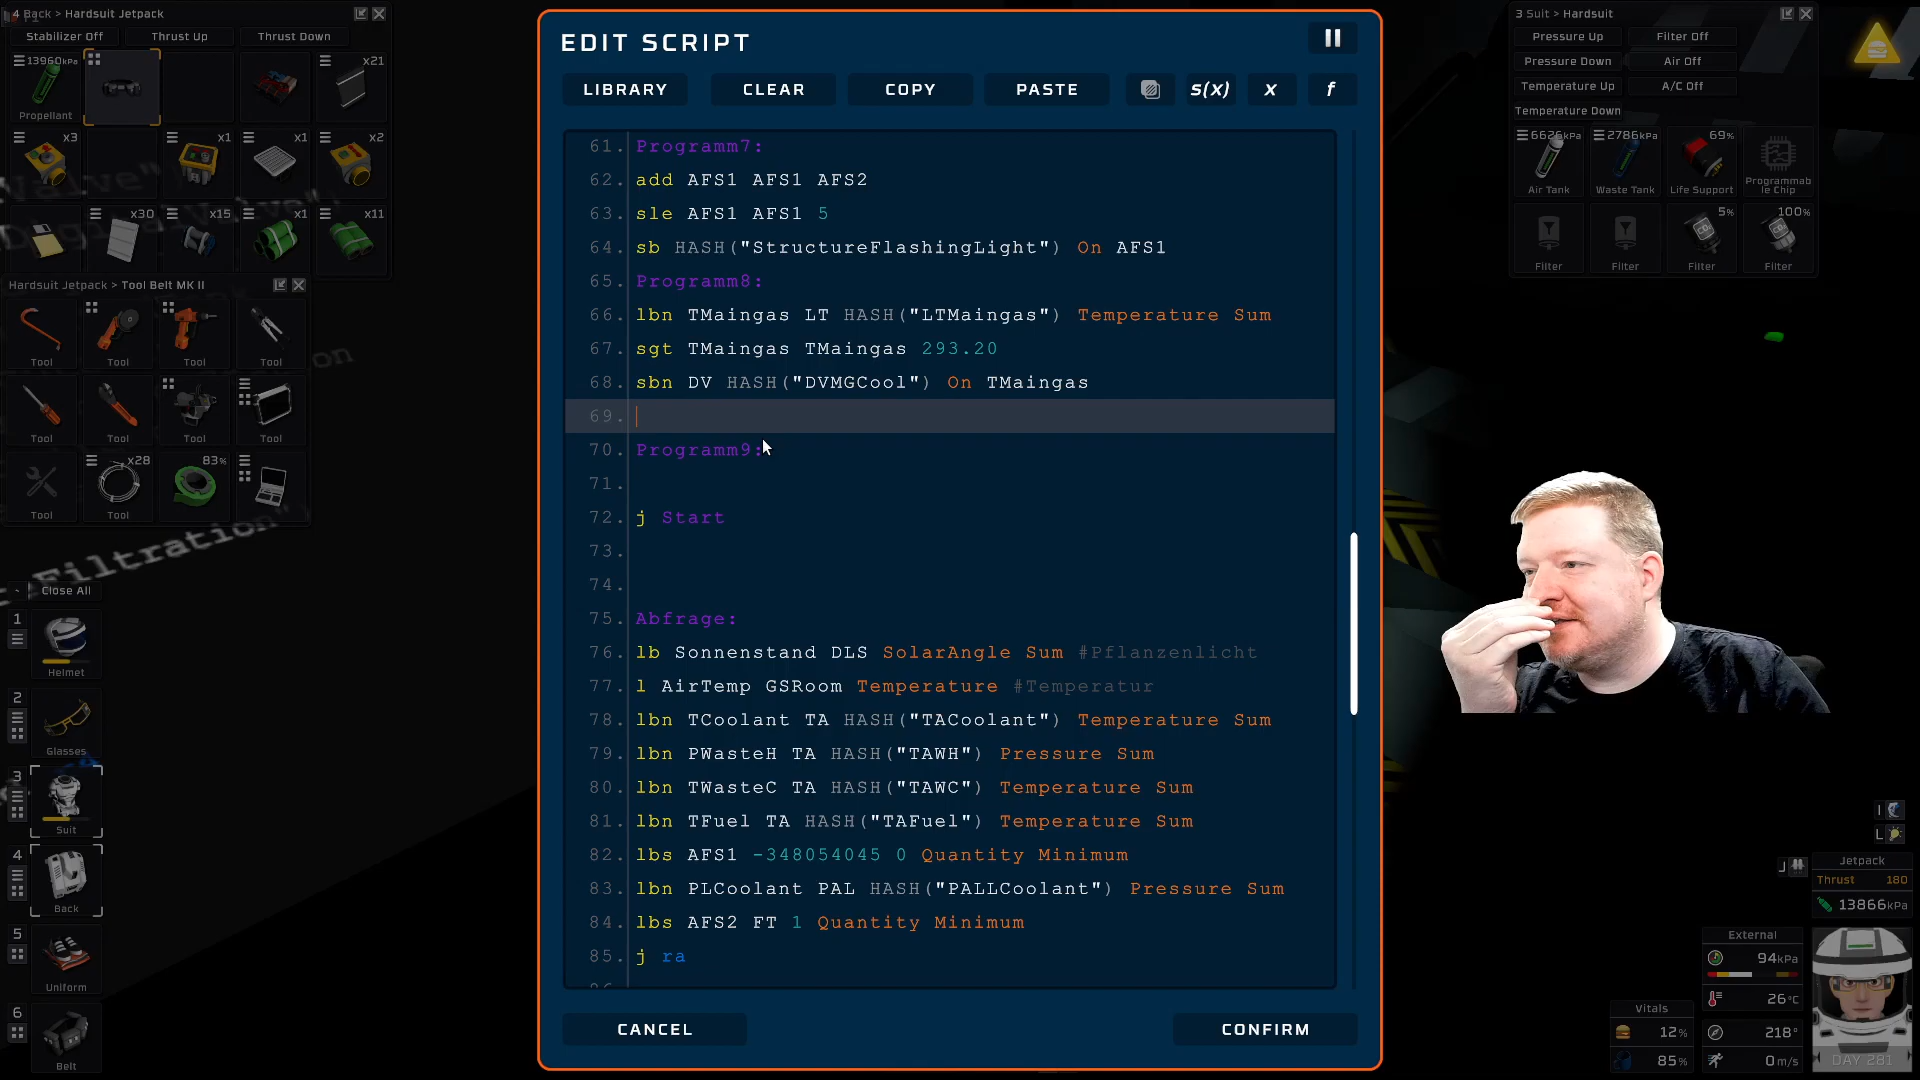 4 Back > Hardsuit Jetpack
Stabilizer Off
Thrust Up
Thrust Down
13960kPa
Propellant
x21
x3
x1
x1
x2
x30
x15
x1
x11
Hardsuit Jetpack > Tool Belt MK II
Tool
Tool
Tool
Tool
Tool
Tool
Tool
Tool
x28
83%
Tool
Tool
Tool
Tool
Filtration
Close All
1
Helmet
2
Glasses
3
Suit
4
Back
5
Uniform
6
Belt
EDIT SCRIPT
LIBRARY
CLEAR
COPY
PASTE
s(x)
x
f
61. Programm7:
62. add AFS1 AFS1 AFS2
63. sle AFS1 AFS1 5
64. sb HASH("StructureFlashingLight") On AFS1
65. Programm8:
66. lbn TMaingas LT HASH("LTMaingas") Temperature Sum
67. sgt TMaingas TMaingas 293.20
68. sbn DV HASH("DVMGCool") On TMaingas
69.
70. Programm9:
71.
72. j Start
73.
74.
75. Abfrage:
76. lb Sonnenstand DLS SolarAngle Sum #Pflanzenlicht
77. l AirTemp GSRoom Temperature #Temperatur
78. lbn TCoolant TA HASH("TACoolant") Temperature Sum
79. lbn PWasteH TA HASH("TAWH") Pressure Sum
80. lbn TWasteC TA HASH("TAWC") Temperature Sum
81. lbn TFuel TA HASH("TAFuel") Temperature Sum
82. lbs AFS1 -348054045 0 Quantity Minimum
83. lbn PLCoolant PAL HASH("PALLCoolant") Pressure Sum
84. lbs AFS2 FT 1 Quantity Minimum
85. j ra
CANCEL
CONFIRM
3 Suit > Hardsuit
Pressure Up
Filter Off
Pressure Down
Air Off
Temperature Up
A/C Off
Temperature Down
6626kPa
Air Tank
2786kPa
Waste Tank
69%
Life Support
Programmab
le Chip
Filter
Filter
5%
Filter
100%
Filter
I
L
J
Jetpack
Thrust 180
13866kPa
External
94kPa
26°C
218°
0m/s
Vitals
12%
85%
DAY 281